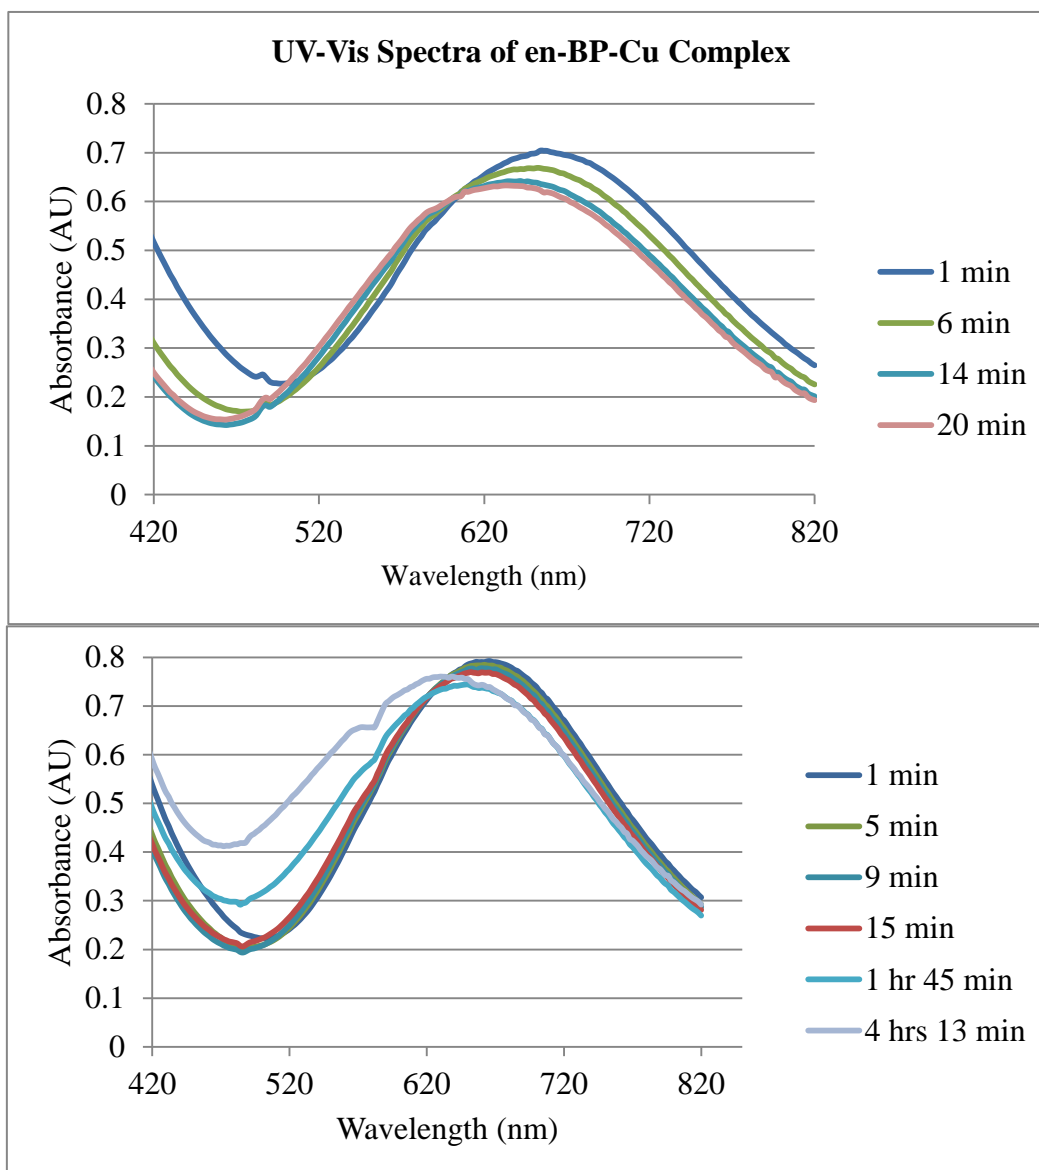 UV-Vis Spectra of en-BP-Cu Complex
0.8
0.7
0.6
0.5
0.4
0.3
0.2
0.1
0
Absorbance (AU)
420 520 620 720 820
Wavelength (nm)
1 min
6 min
14 min
20 min
0.8
0.7
0.6
0.5
0.4
0.3
0.2
0.1
0
Absorbance (AU)
420 520 620 720 820
Wavelength (nm)
1 min
5 min
9 min
15 min
1 hr 45 min
4 hrs 13 min